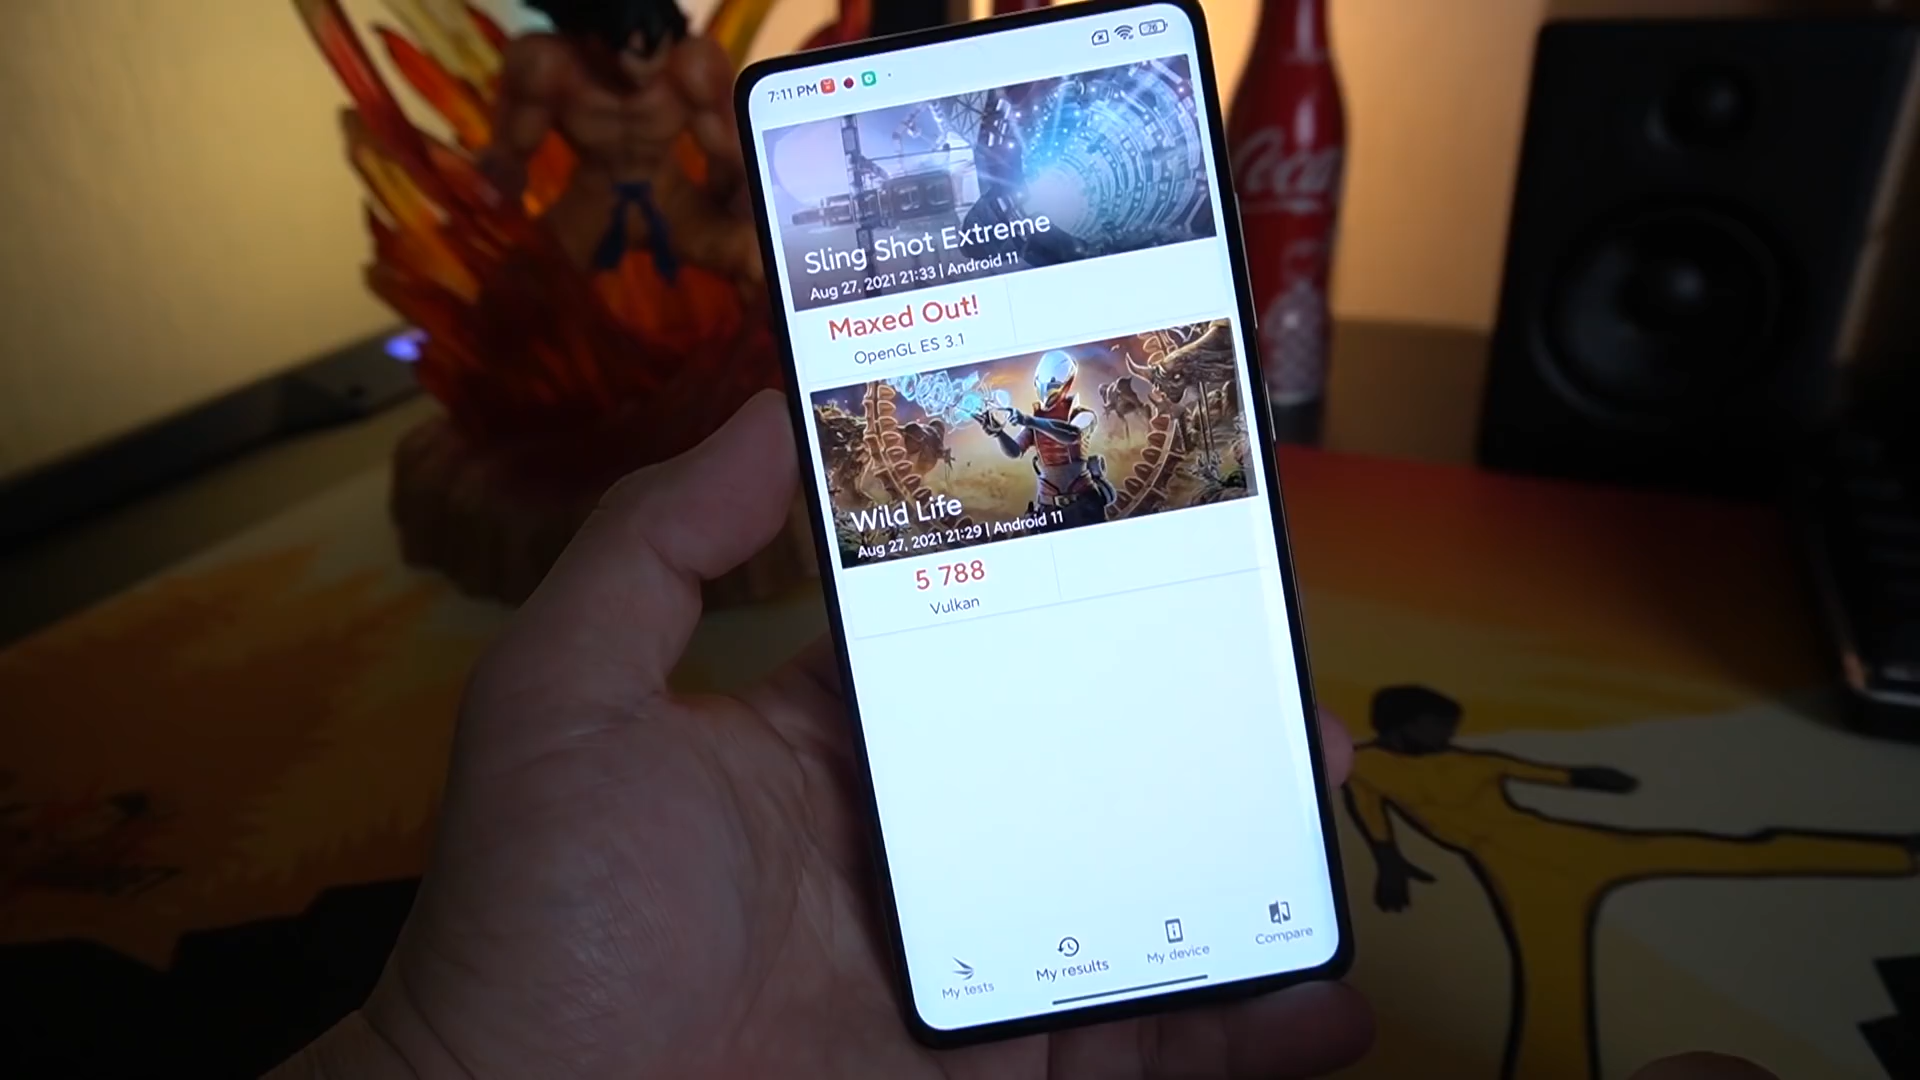 7:11 PM
76
Sling Shot Extreme
Aug 27, 2021 21:33 | Android 11
Maxed Out!
OpenGL ES 3.1
Wild Life
Aug 27, 2021 21:29 | Android 11
5 788
Vulkan
My tests
My results
My device
Compare
Coca